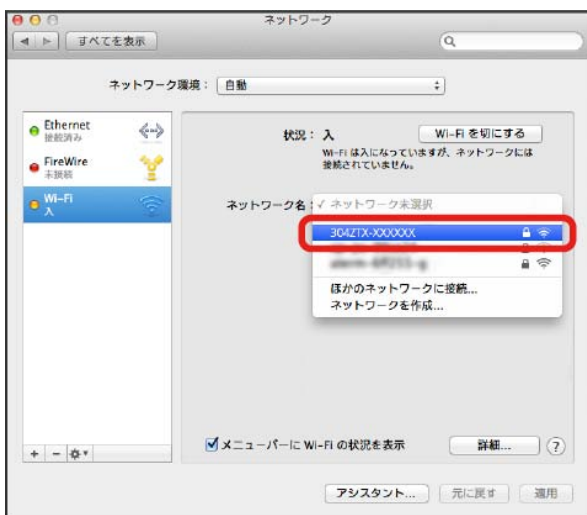 ネットワーク
すべてを表示
ネットワーク環境： 自動
Ethernet
接続済み
FireWire
未接続
Wi-Fi
入
状況： 入
Wi-Fi を切にする
Wi-Fi は入になっていますが、ネットワークには
接続されていません。
ネットワーク名： ✓ ネットワーク未選択
304ZTX-XXXXXX
ほかのネットワークに接続...
ネットワークを作成...
メニューバーに Wi-Fi の状況を表示
詳細...
?
アシスタント...
元に戻す
適用